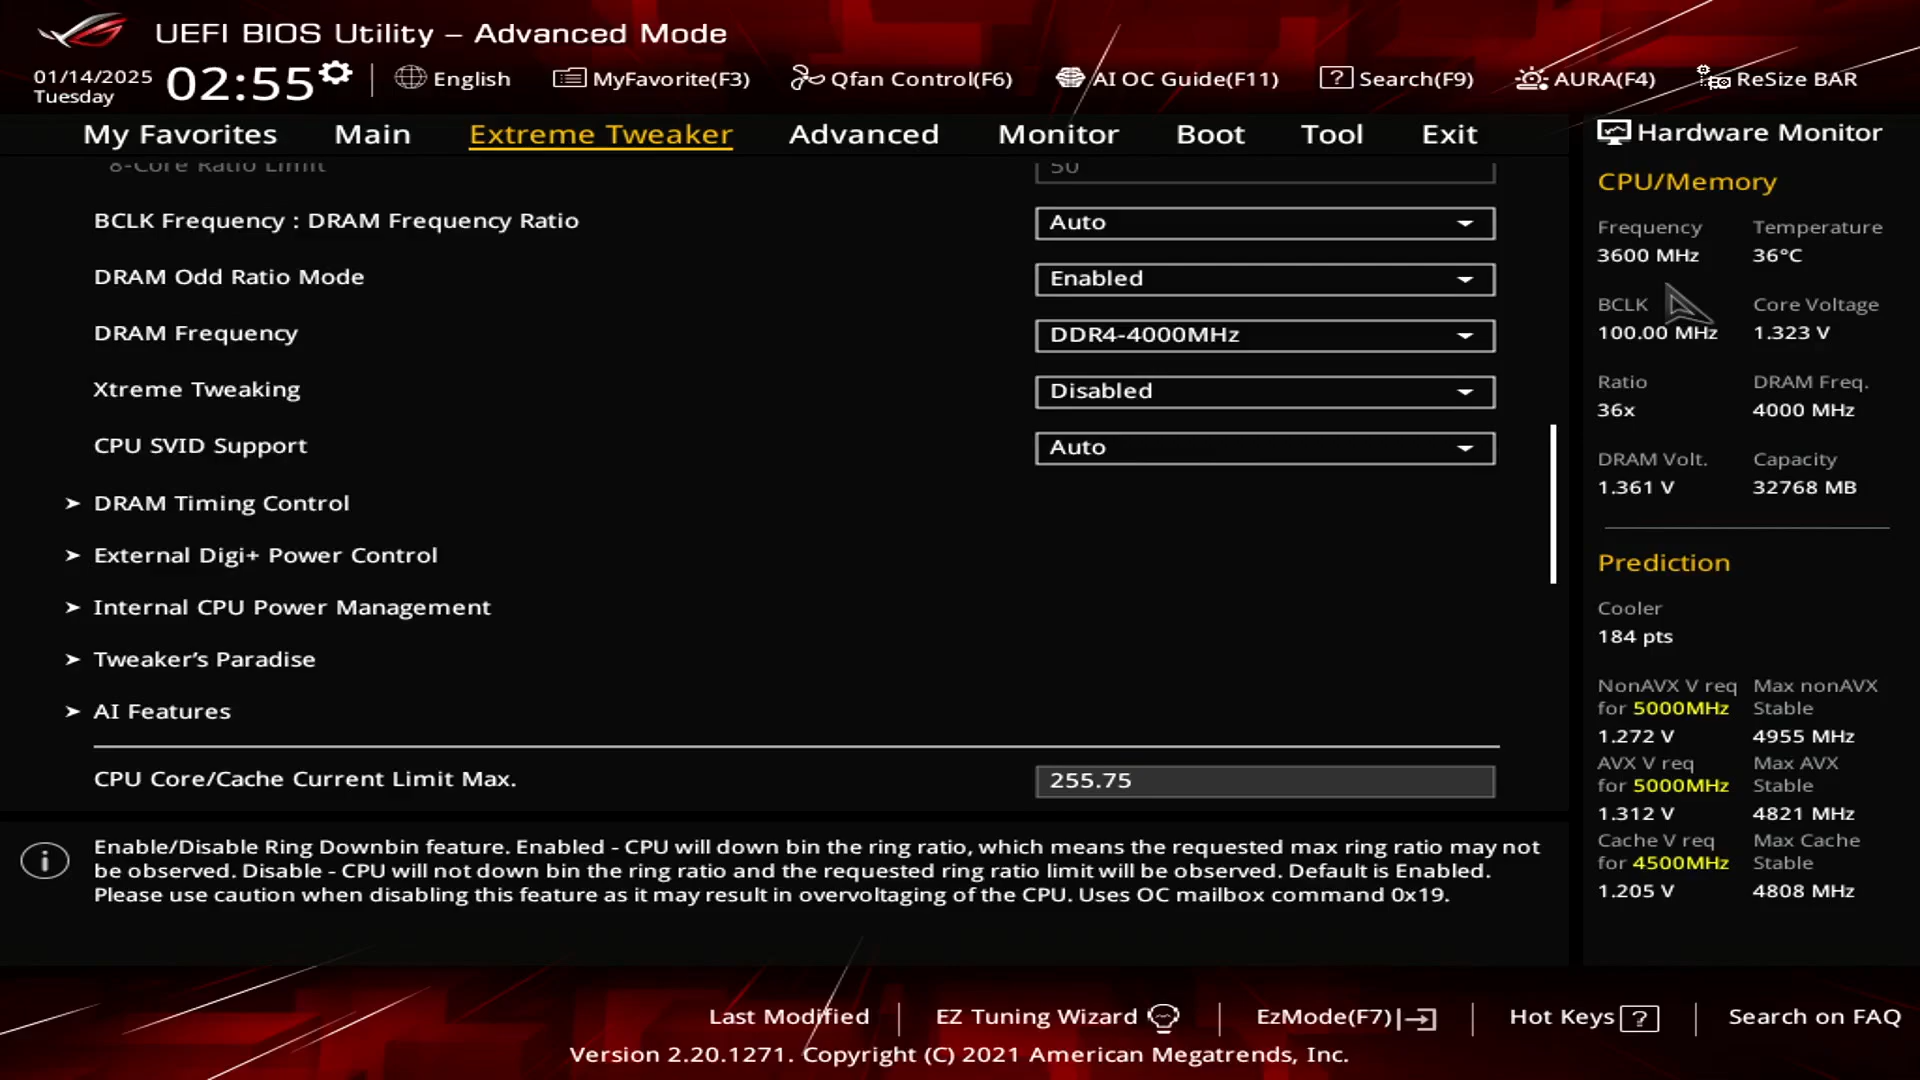 UEFI BIOS Utility – Advanced Mode
01/14/2025
Tuesday
02:55
English
MyFavorite(F3)
Qfan Control(F6)
AI OC Guide(F11)
Search(F9)
AURA(F4)
ReSize BAR
My Favorites
Main
Extreme Tweaker
Advanced
Monitor
Boot
Tool
Exit
8-Core Ratio Limit
50
BCLK Frequency : DRAM Frequency Ratio
Auto
DRAM Odd Ratio Mode
Enabled
DRAM Frequency
DDR4-4000MHz
Xtreme Tweaking
Disabled
CPU SVID Support
Auto
DRAM Timing Control
External Digi+ Power Control
Internal CPU Power Management
Tweaker's Paradise
AI Features
CPU Core/Cache Current Limit Max.
255.75
Enable/Disable Ring Downbin feature. Enabled - CPU will down bin the ring ratio, which means the requested max ring ratio may not
be observed. Disable - CPU will not down bin the ring ratio and the requested ring ratio limit will be observed. Default is Enabled.
Please use caution when disabling this feature as it may result in overvoltaging of the CPU. Uses OC mailbox command 0x19.
Hardware Monitor
CPU/Memory
Frequency
Temperature
3600 MHz
36°C
BCLK
Core Voltage
100.00 MHz
1.323 V
Ratio
DRAM Freq.
36x
4000 MHz
DRAM Volt.
Capacity
1.361 V
32768 MB
Prediction
Cooler
184 pts
NonAVX V req
Max nonAVX
for 5000MHz
Stable
1.272 V
4955 MHz
AVX V req
Max AVX
for 5000MHz
Stable
1.312 V
4821 MHz
Cache V req
Max Cache
for 4500MHz
Stable
1.205 V
4808 MHz
Last Modified
EZ Tuning Wizard
EzMode(F7)
Hot Keys ?
Search on FAQ
Version 2.20.1271. Copyright (C) 2021 American Megatrends, Inc.